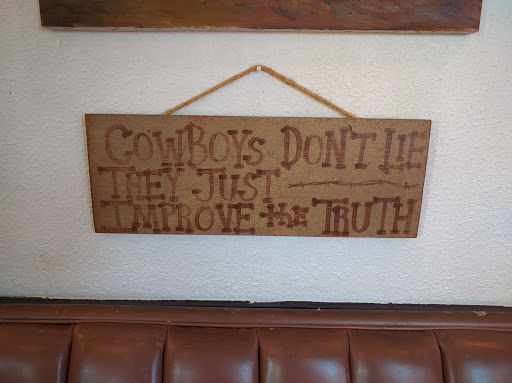 COWBOYS DON'T LIE
THEY JUST
IMPROVE THE TRUTH